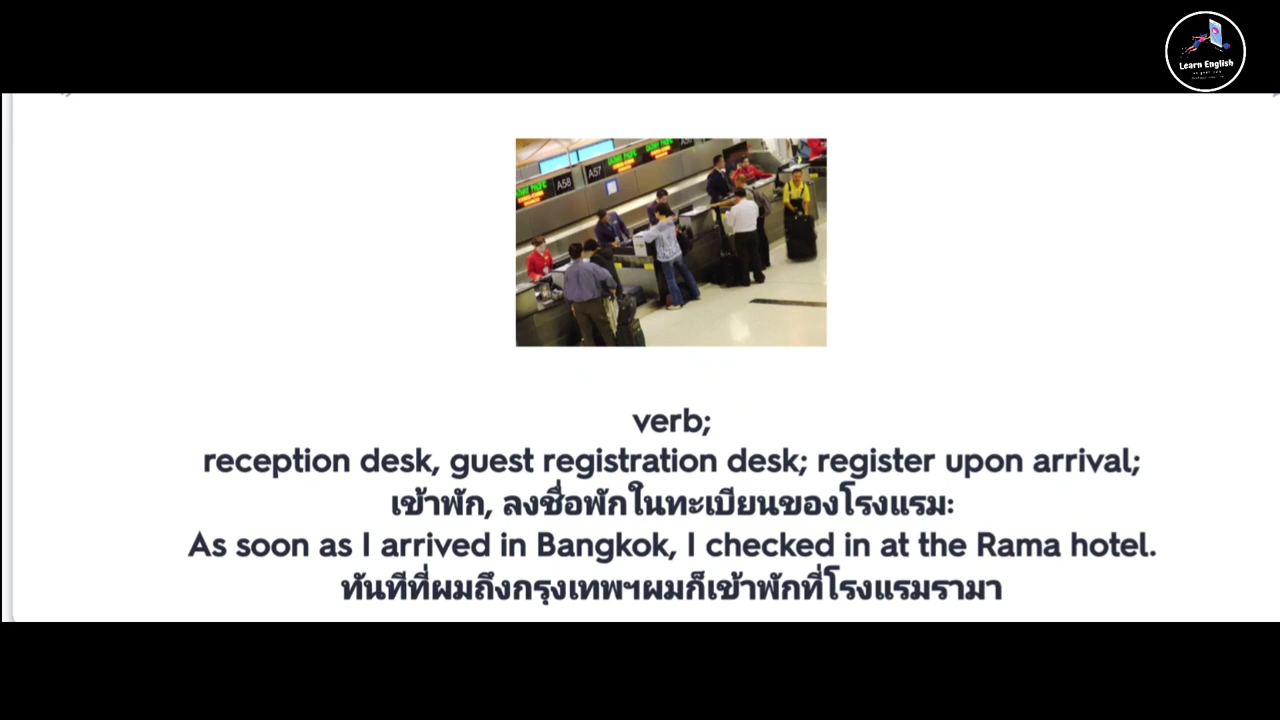 Learn English
A58
A57
verb;
reception desk, guest registration desk; register upon arrival;
เข้าพัก, ลงชื่อพักในทะเบียนของโรงแรม:
As soon as I arrived in Bangkok, I checked in at the Rama hotel.
ทันทีที่ผมถึงกรุงเทพฯผมก็เข้าพักที่โรงแรมรามา